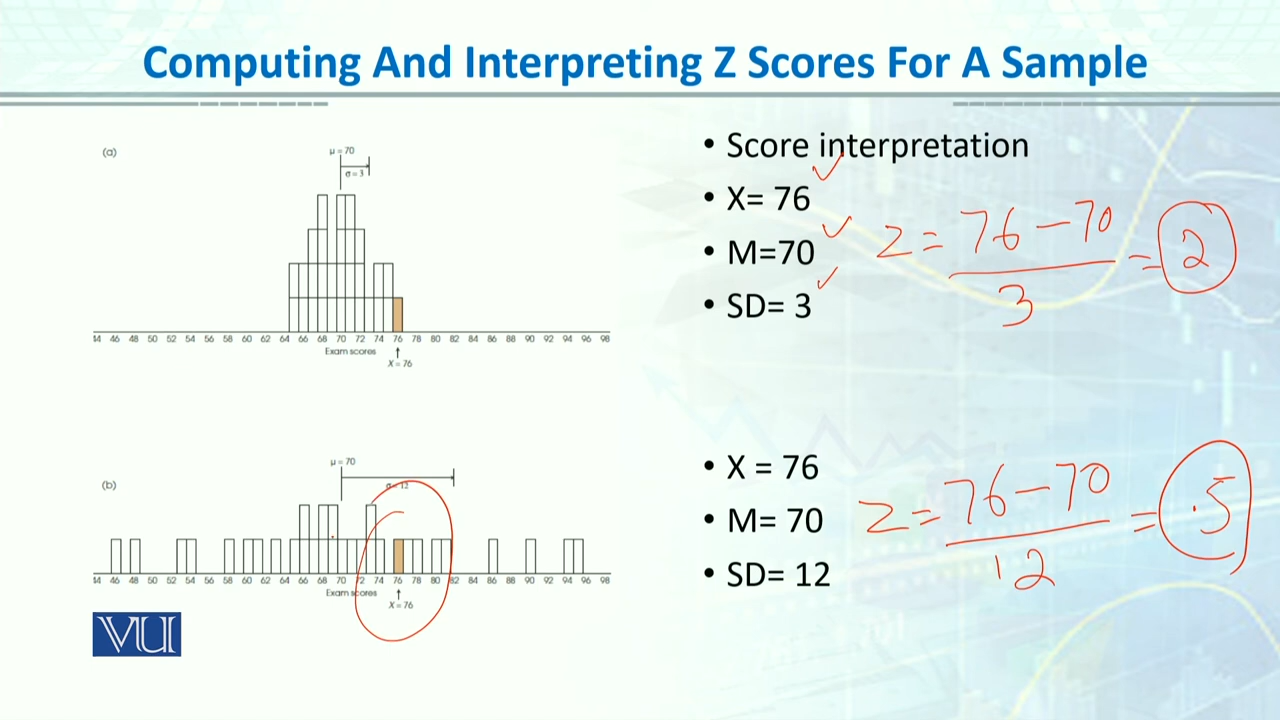 Computing And Interpreting Z Scores For A Sample
(a)
μ = 70
σ = 3
44 46 48 50 52 54 56 58 60 62 64 66 68 70 72 74 76 78 80 82 84 86 88 90 92 94 96 98
Exam scores
X = 76
• Score interpretation
• X= 76
• M=70
• SD= 3
z = 76 - 70
3
= 2
(b)
μ = 70
σ = 12
44 46 48 50 52 54 56 58 60 62 64 66 68 70 72 74 76 78 80 82 84 86 88 90 92 94 96 98
Exam scores
X = 76
• X = 76
• M= 70
• SD= 12
z = 76 - 70
12
= .5
VU